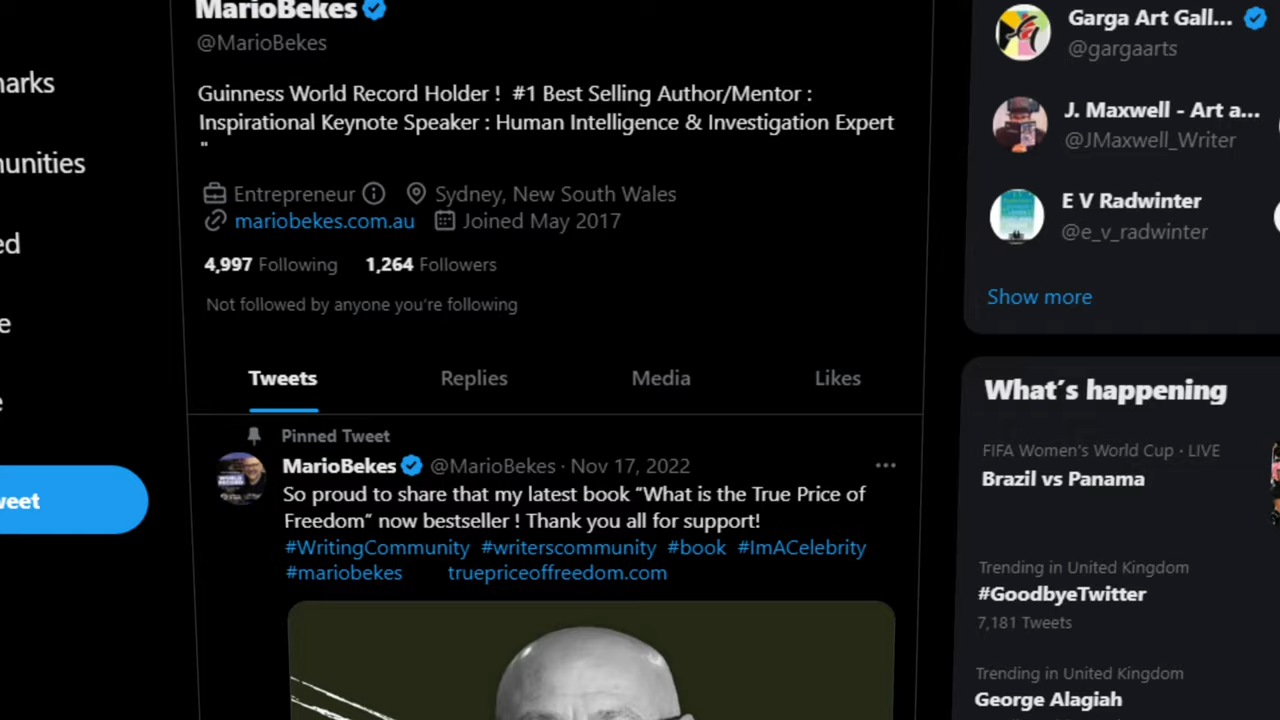 MarioBekes
@MarioBekes
Guinness World Record Holder ! #1 Best Selling Author/Mentor :
Inspirational Keynote Speaker : Human Intelligence & Investigation Expert
"
Entrepreneur
Sydney, New South Wales
mariobekes.com.au
Joined May 2017
4,997 Following
1,264 Followers
Not followed by anyone you're following
Tweets
Replies
Media
Likes
Pinned Tweet
MarioBekes @MarioBekes · Nov 17, 2022
So proud to share that my latest book “What is the True Price of
Freedom” now bestseller ! Thank you all for support!
#WritingCommunity #writerscommunity #book #ImACelebrity
#mariobekes truepriceoffreedom.com
arks
unities
ed
e
e
weet
Garga Art Gall...
@gargaarts
J. Maxwell - Art a...
@JMaxwell_Writer
E V Radwinter
@e_v_radwinter
Show more
What's happening
FIFA Women's World Cup · LIVE
Brazil vs Panama
Trending in United Kingdom
#GoodbyeTwitter
7,181 Tweets
Trending in United Kingdom
George Alagiah